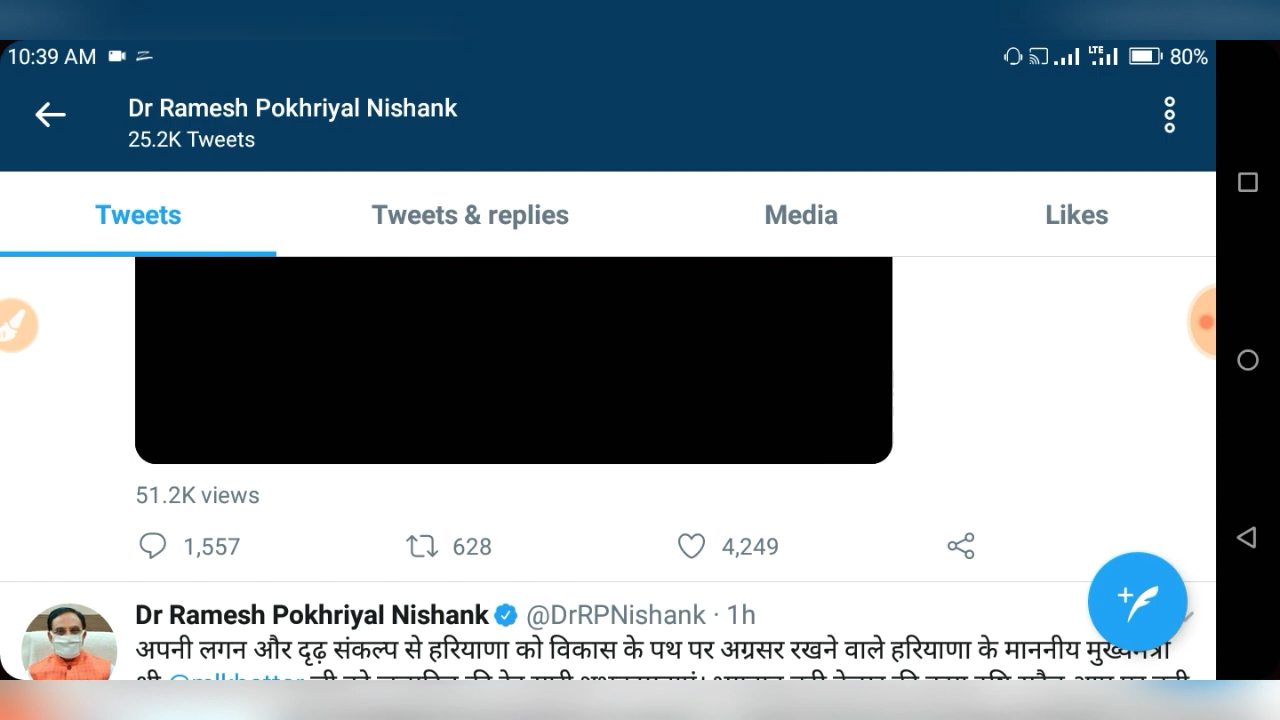 10:39 AM LTE 80%
Dr Ramesh Pokhriyal Nishank
25.2K Tweets
Tweets Tweets & replies Media Likes
51.2K views
1,557 628 4,249
Dr Ramesh Pokhriyal Nishank @DrRPNishank · 1h
अपनी लगन और दृढ़ संकल्प से हरियाणा को विकास के पथ पर अग्रसर रखने वाले हरियाणा के माननीय मुख्यमंत्री